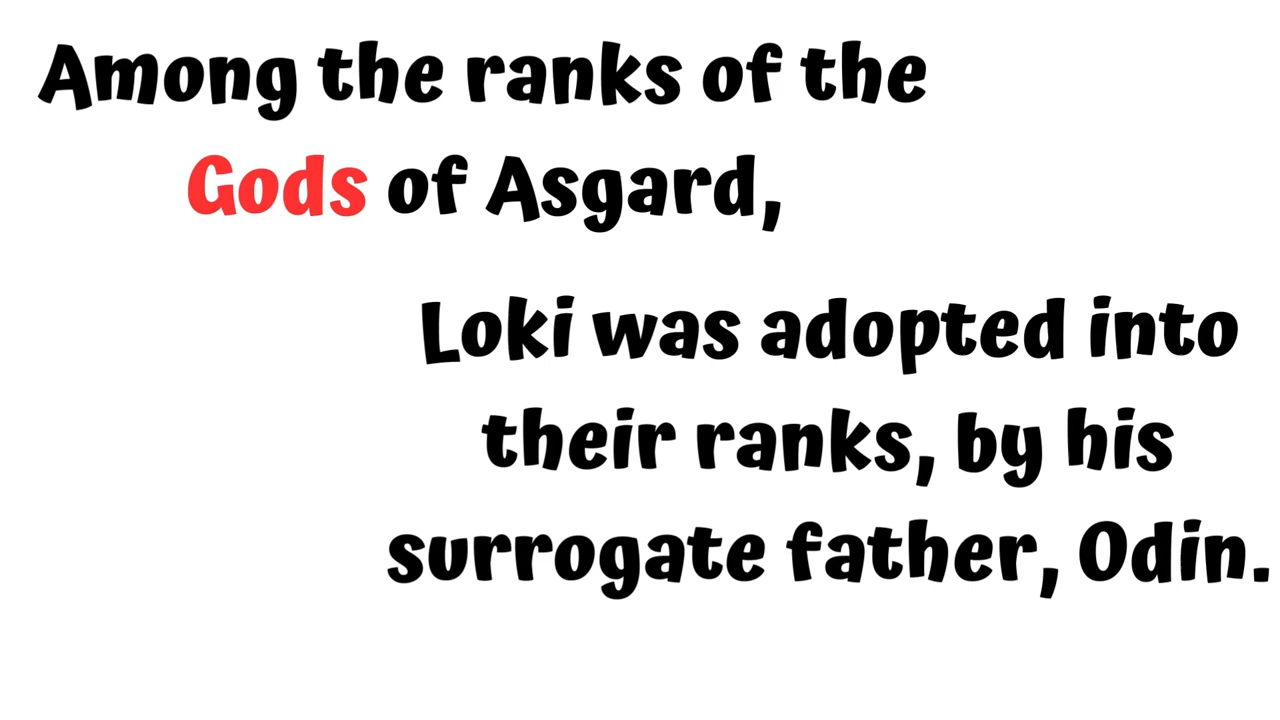 Among the ranks of the
Gods of Asgard,
Loki was adopted into
their ranks, by his
surrogate father, Odin.